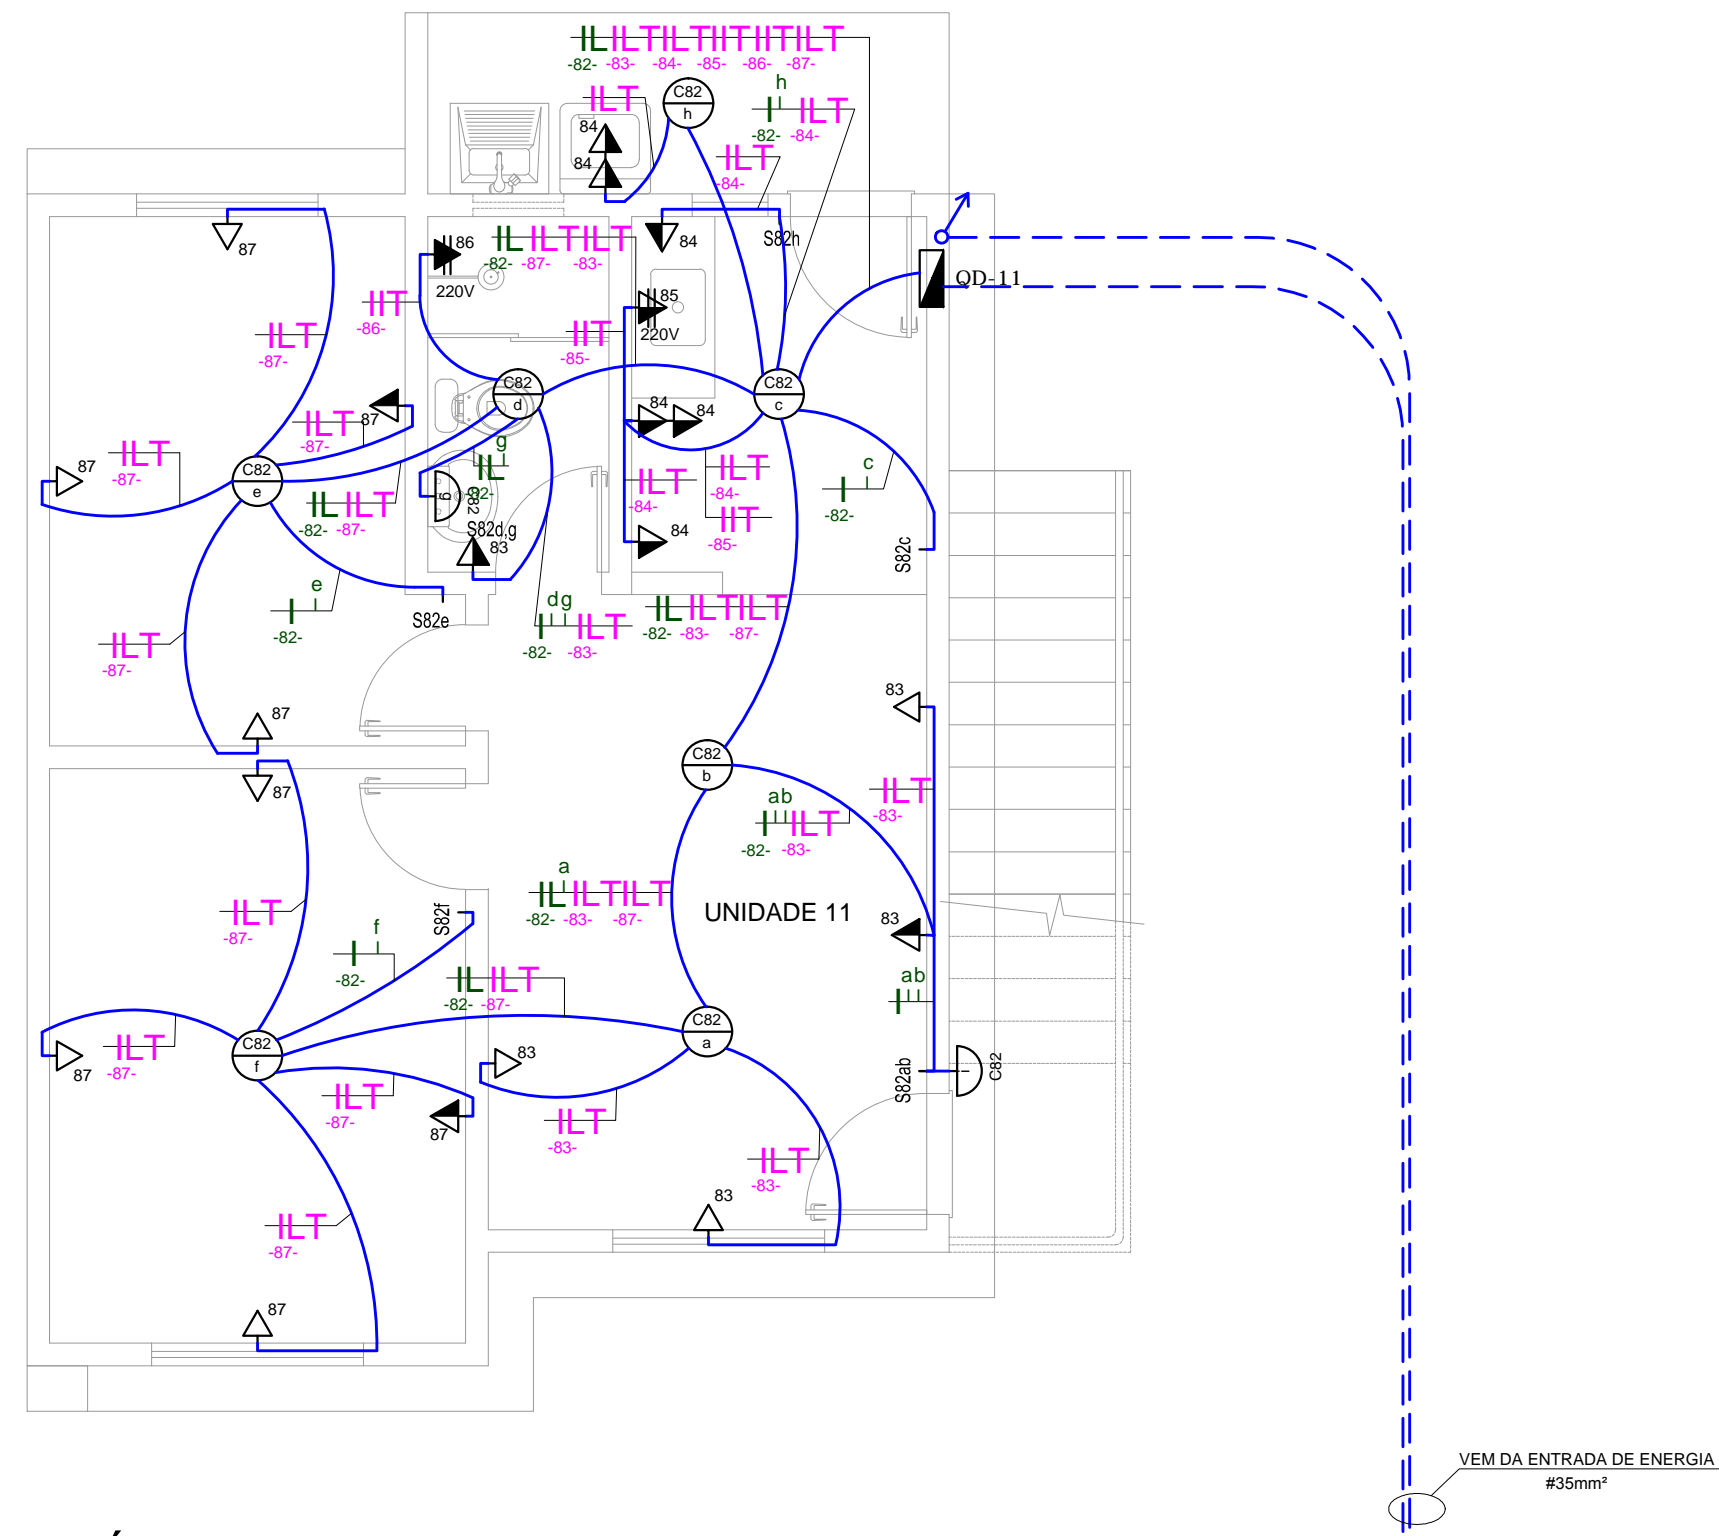 -82- -83- -84- -85- -86- -87-
C82
h
h
84
-82- -84-
84
-84-
87
86
-82- -87- -83-
84
S82h
220V
85
QD-11
-86-
220V
-87-
-85-
C82
d
C82
c
87
84
84
-87-
87
-87-
C82
e
g
-82-
c
-82-
-84-
-84-
-82- -87-
g
C82
S82d,g
83
-85-
84
S82c
e
-82-
S82e
dg
-82- -83-
-82- -83- -87-
-87-
83
87
C82
b
87
ab
-82- -83-
-83-
a
-82- -83- -87-
UNIDADE 11
83
-87-
S82f
f
-82-
-82- -87-
ab
C82
a
C82
f
83
S82ab
C82
87
-87-
-87-
87
-83-
-83-
83
-87-
87
VEM DA ENTRADA DE ENERGIA
#35mm²